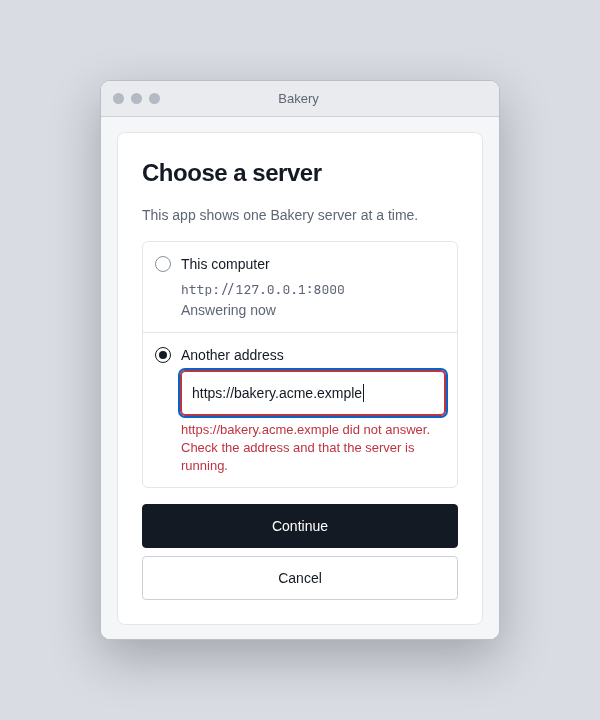 Bakery
Choose a server
This app shows one Bakery server at a time.
This computer
http://127.0.0.1:8000
Answering now
Another address
https://bakery.acme.exmple
https://bakery.acme.exmple did not answer.
Check the address and that the server is
running.
Continue
Cancel